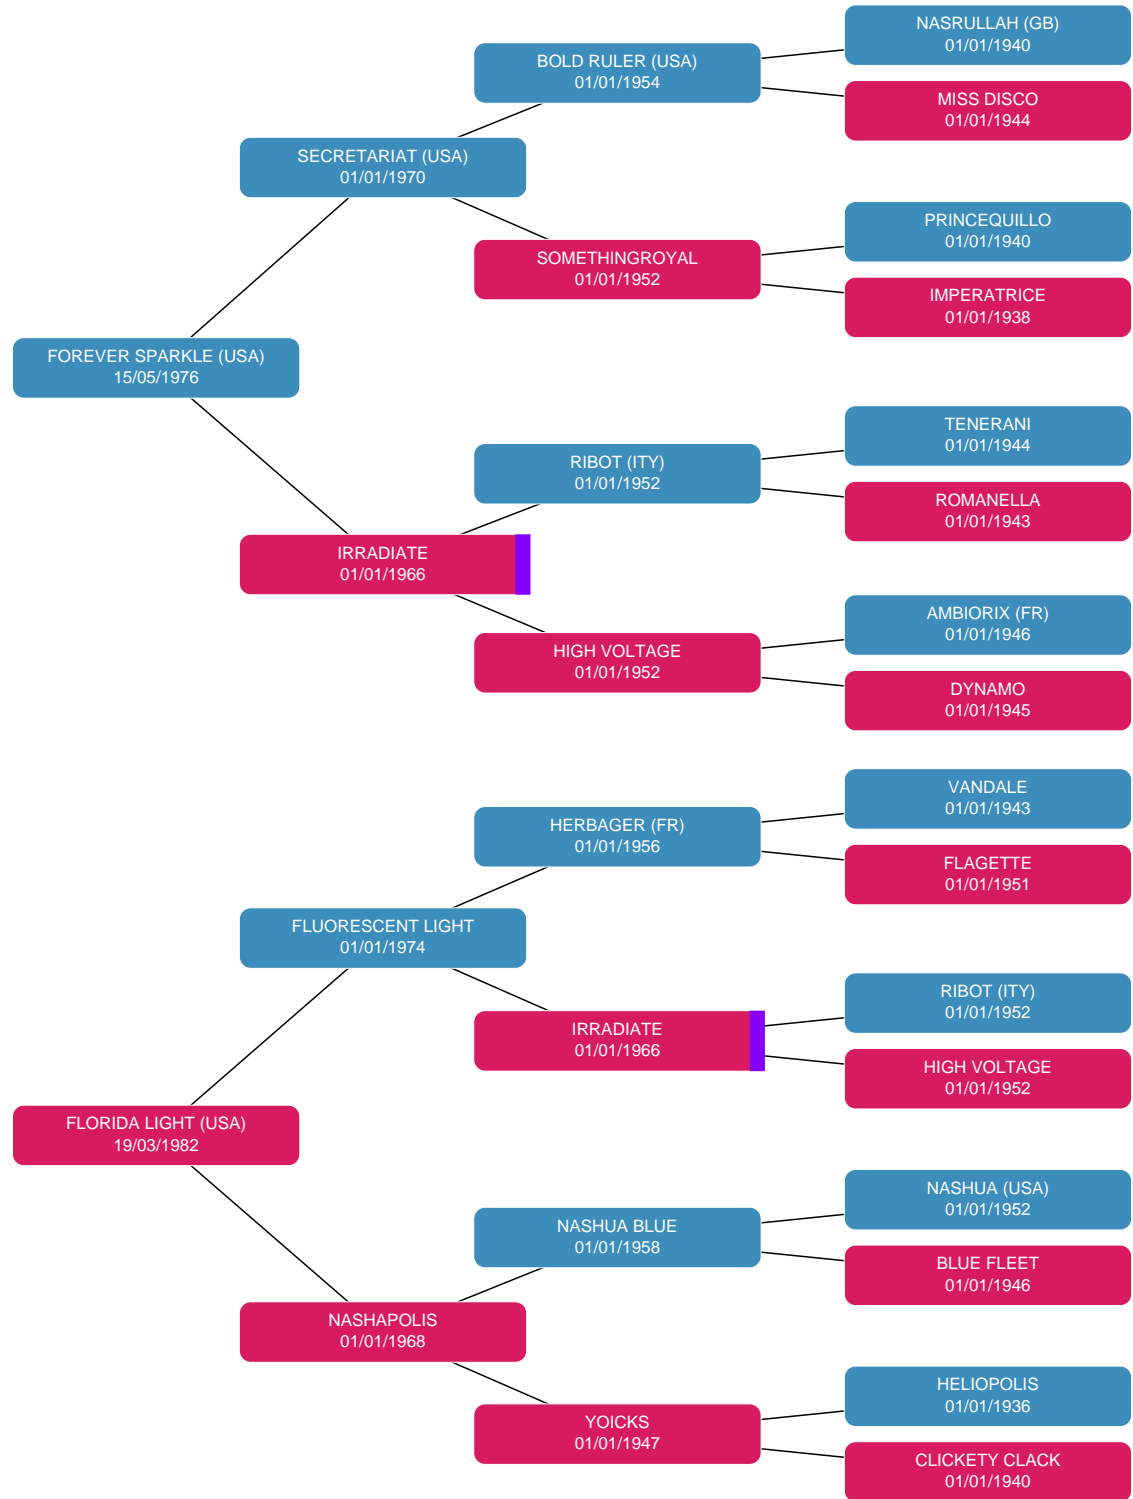 NASRULLAH (GB)
01/01/1940
BOLD RULER (USA)
01/01/1954
MISS DISCO
01/01/1944
SECRETARIAT (USA)
01/01/1970
PRINCEQUILLO
01/01/1940
SOMETHINGROYAL
01/01/1952
IMPERATRICE
01/01/1938
FOREVER SPARKLE (USA)
15/05/1976
TENERANI
01/01/1944
RIBOT (ITY)
01/01/1952
ROMANELLA
01/01/1943
IRRADIATE
01/01/1966
AMBIORIX (FR)
01/01/1946
HIGH VOLTAGE
01/01/1952
DYNAMO
01/01/1945
VANDALE
01/01/1943
HERBAGER (FR)
01/01/1956
FLAGETTE
01/01/1951
FLUORESCENT LIGHT
01/01/1974
RIBOT (ITY)
01/01/1952
IRRADIATE
01/01/1966
HIGH VOLTAGE
01/01/1952
FLORIDA LIGHT (USA)
19/03/1982
NASHUA (USA)
01/01/1952
NASHUA BLUE
01/01/1958
BLUE FLEET
01/01/1946
NASHAPOLIS
01/01/1968
HELIOPOLIS
01/01/1936
YOICKS
01/01/1947
CLICKETY CLACK
01/01/1940